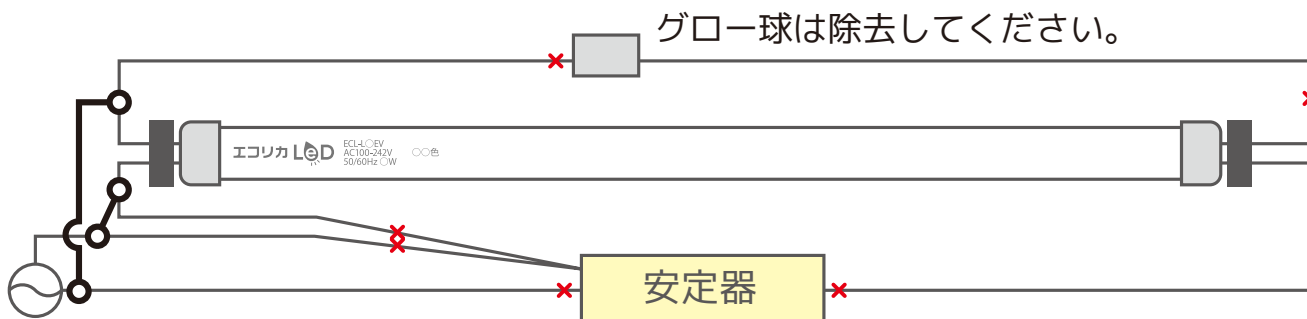 グロー球は除去してください。
エコリカ LeD
ECL-L◯EV
AC100-242V
50/60Hz ◯W
◯◯色
安定器